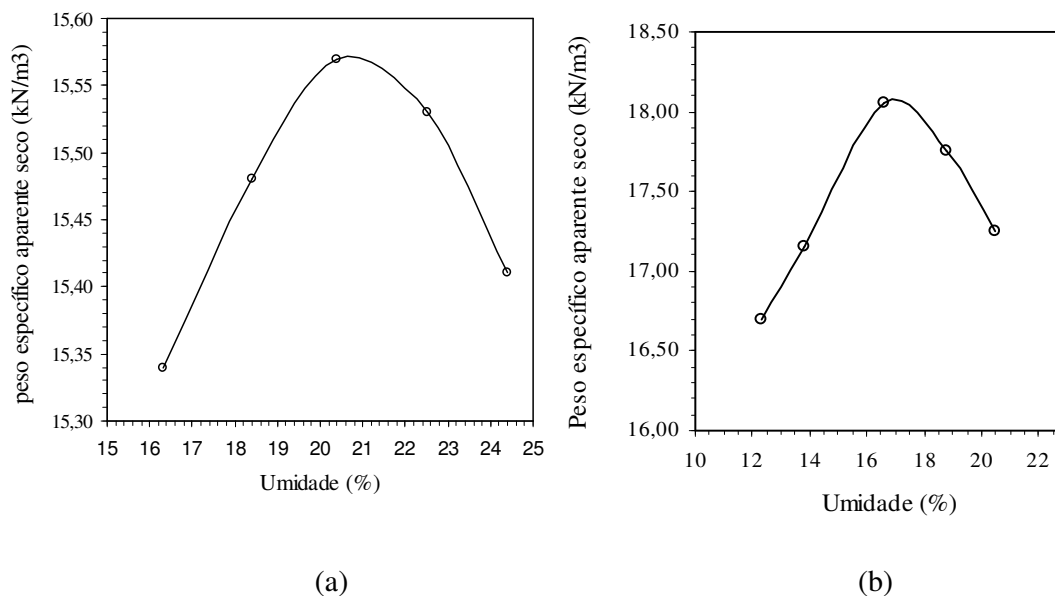 peso específico aparente seco (kN/m3)
15,60
15,55
15,50
15,45
15,40
15,35
15,30
15 16 17 18 19 20 21 22 23 24 25
Umidade (%)
(a)
Peso específico aparente seco (kN/m3)
18,50
18,00
17,50
17,00
16,50
16,00
10 12 14 16 18 20 22
Umidade (%)
(b)